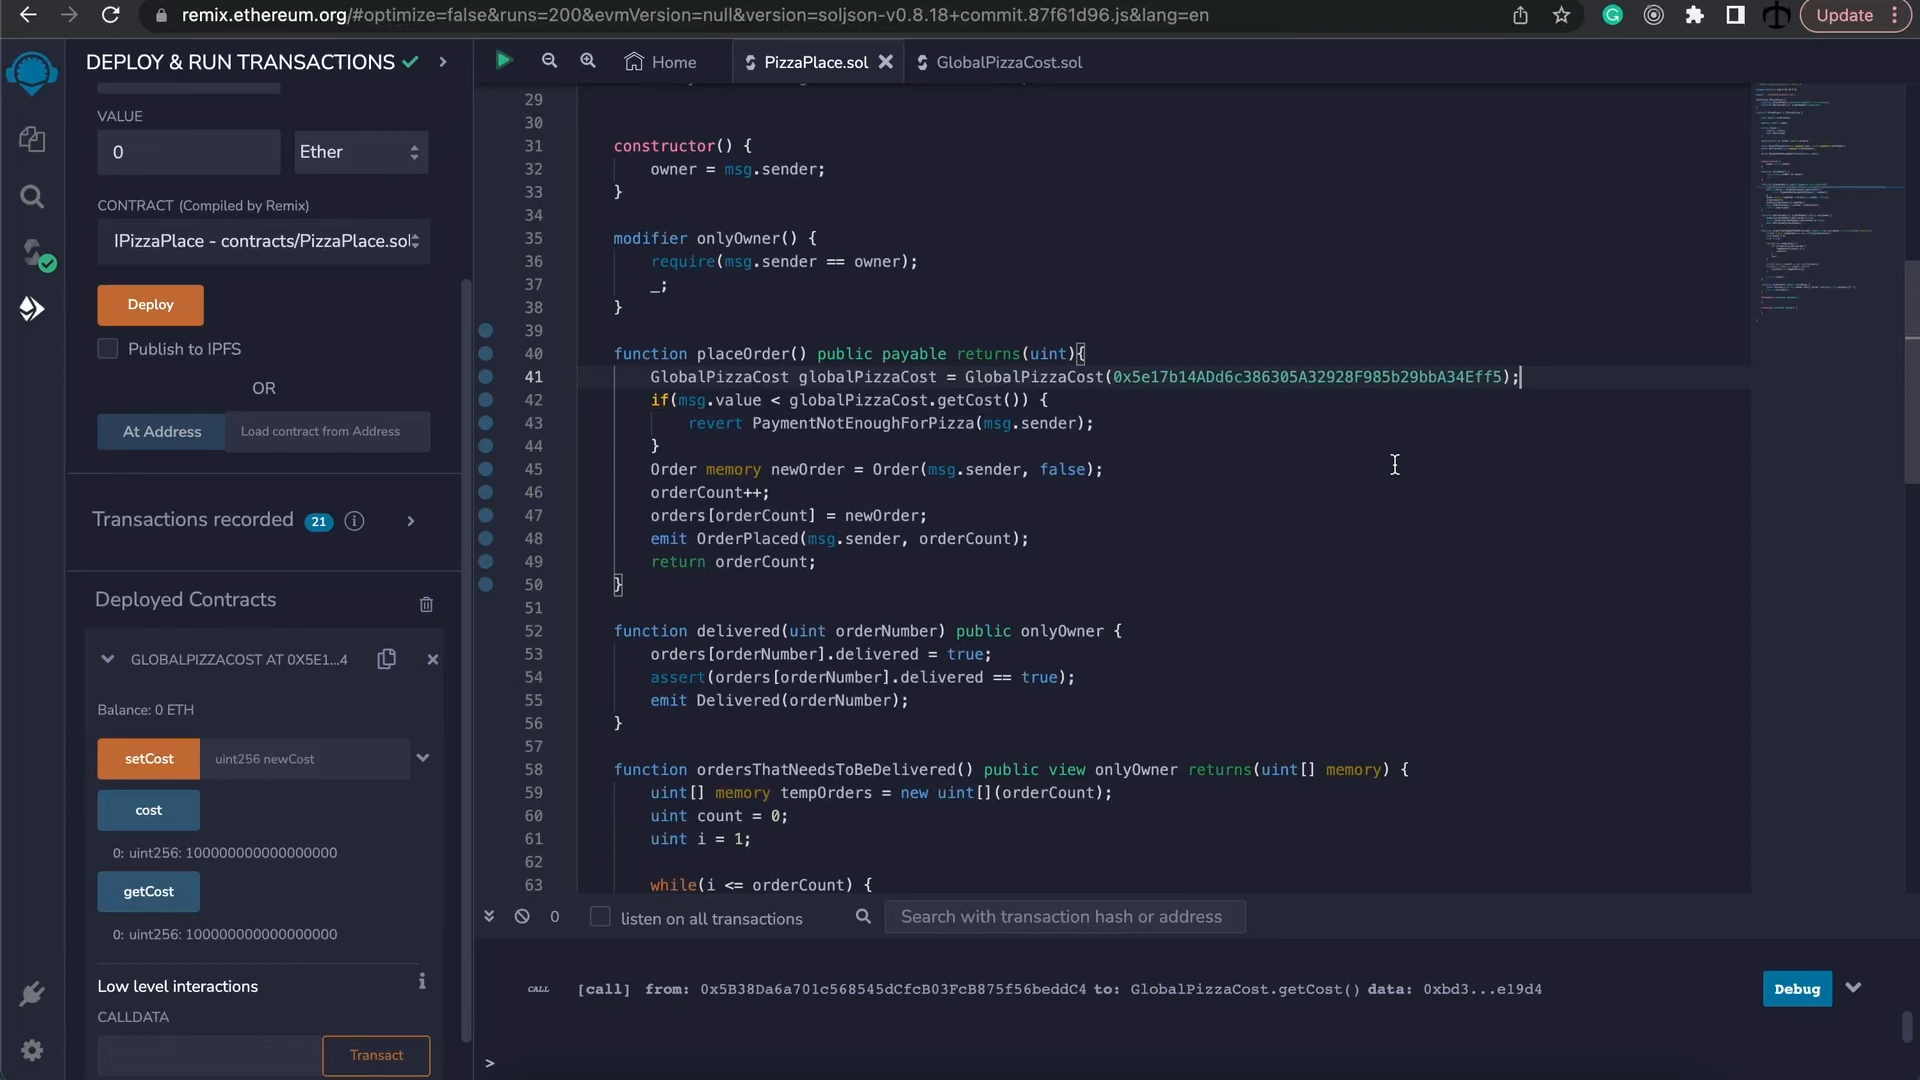 remix.ethereum.org/#optimize=false&runs=200&evmVersion=null&version=soljson-v0.8.18+commit.87f61d96.js&lang=en
Update
DEPLOY & RUN TRANSACTIONS
VALUE
0
Ether
CONTRACT (Compiled by Remix)
IPizzaPlace - contracts/PizzaPlace.sol
Deploy
Publish to IPFS
OR
At Address
Load contract from Address
Transactions recorded 21 i
Deployed Contracts
GLOBALPIZZACOST AT 0X5E1...4
Balance: 0 ETH
setCost
uint256 newCost
cost
0: uint256: 100000000000000000
getCost
0: uint256: 100000000000000000
Low level interactions
i
CALLDATA
Transact
Home
PizzaPlace.sol
GlobalPizzaCost.sol
29
30
31 constructor() {
32 owner = msg.sender;
33 }
34
35 modifier onlyOwner() {
36 require(msg.sender == owner);
37 _;
38 }
39
40 function placeOrder() public payable returns(uint){
41 GlobalPizzaCost globalPizzaCost = GlobalPizzaCost(0x5e17b14ADd6c386305A32928F985b29bbA34Eff5);
42 if(msg.value < globalPizzaCost.getCost()) {
43 revert PaymentNotEnoughForPizza(msg.sender);
44 }
45 Order memory newOrder = Order(msg.sender, false);
46 orderCount++;
47 orders[orderCount] = newOrder;
48 emit OrderPlaced(msg.sender, orderCount);
49 return orderCount;
50 }
51
52 function delivered(uint orderNumber) public onlyOwner {
53 orders[orderNumber].delivered = true;
54 assert(orders[orderNumber].delivered == true);
55 emit Delivered(orderNumber);
56 }
57
58 function ordersThatNeedsToBeDelivered() public view onlyOwner returns(uint[] memory) {
59 uint[] memory tempOrders = new uint[](orderCount);
60 uint count = 0;
61 uint i = 1;
62
63 while(i <= orderCount) {
0
listen on all transactions
Search with transaction hash or address
CALL [call] from: 0x5B38Da6a701c568545dCfcB03FcB875f56beddC4 to: GlobalPizzaCost.getCost() data: 0xbd3...e19d4
Debug
>